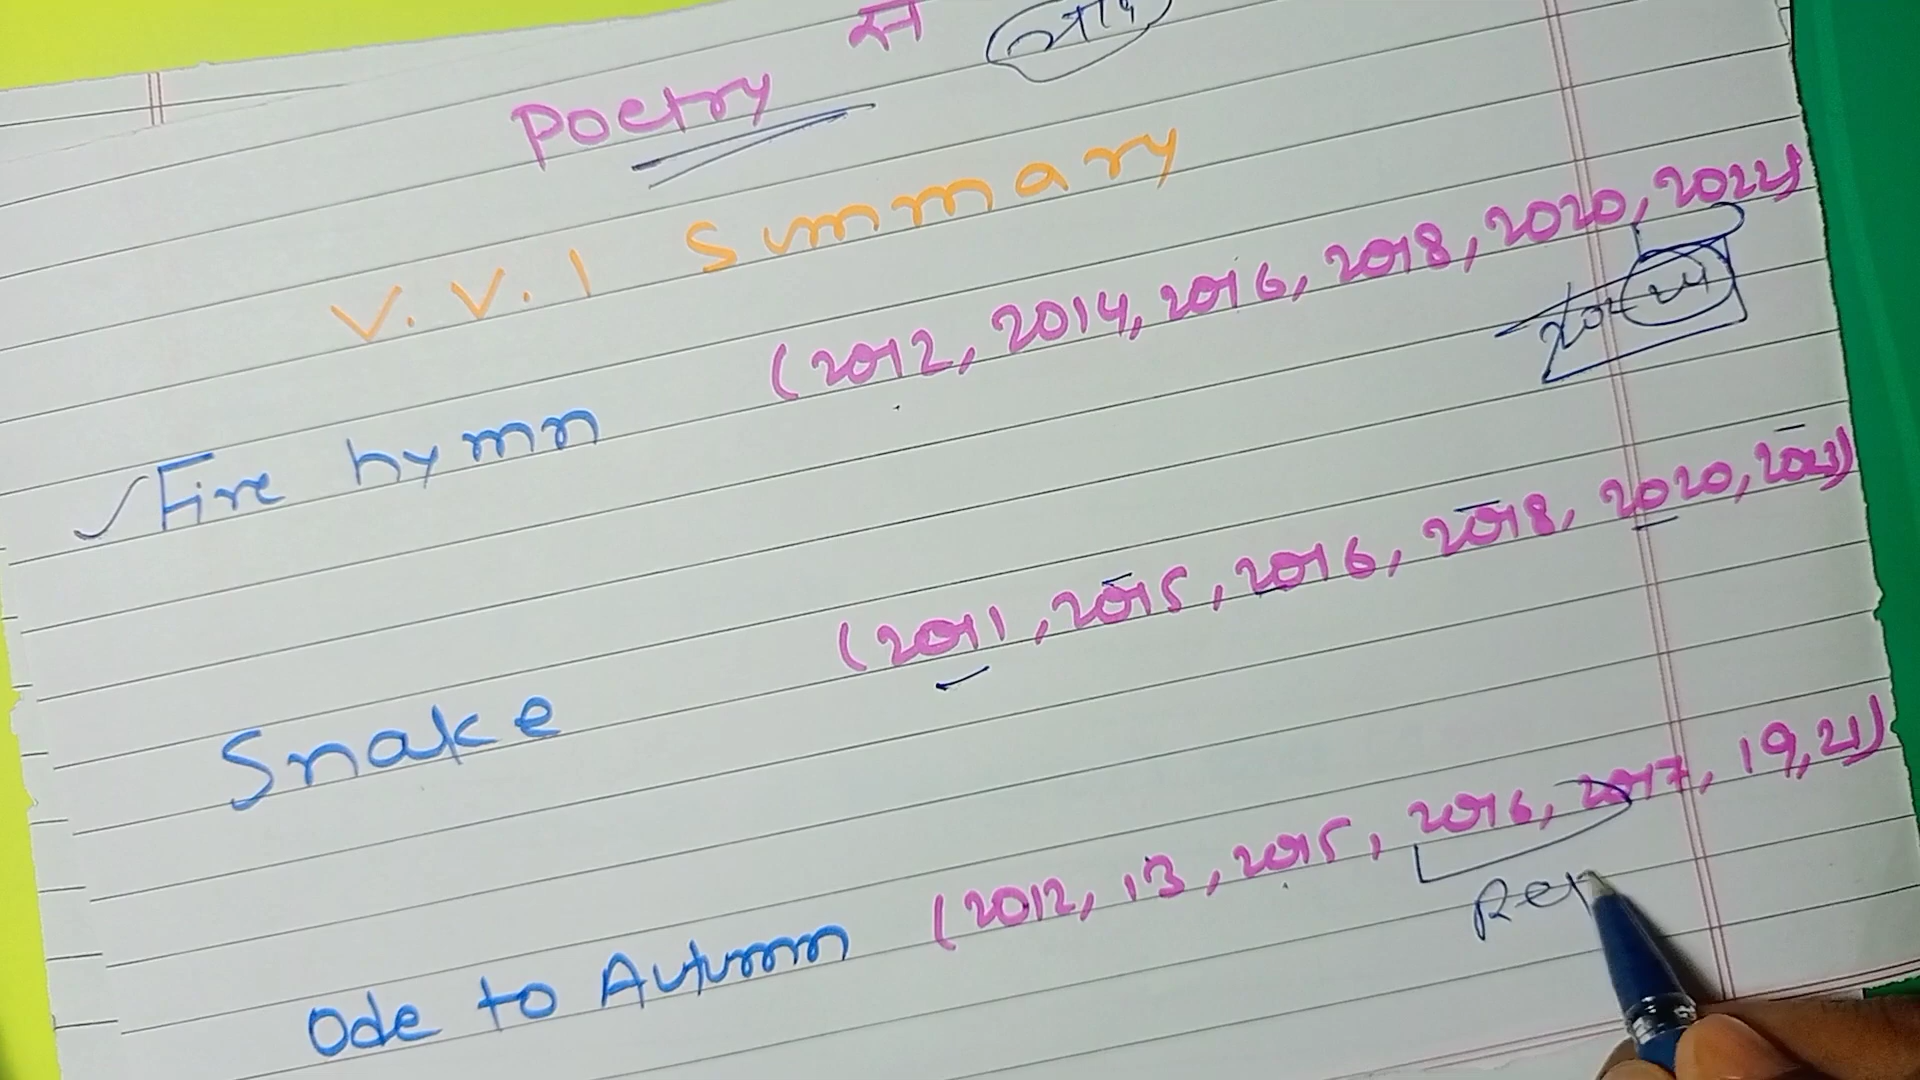 Poetry
V.V.I Summary
Fire hymn (2012, 2014, 2016, 2018, 2020, 2022)
Snake (2011, 2015, 2016, 2018, 2020, 2023)
Ode to Autumn (2012, 13, 2015, 2016, 2017, 19, 21)
Rep